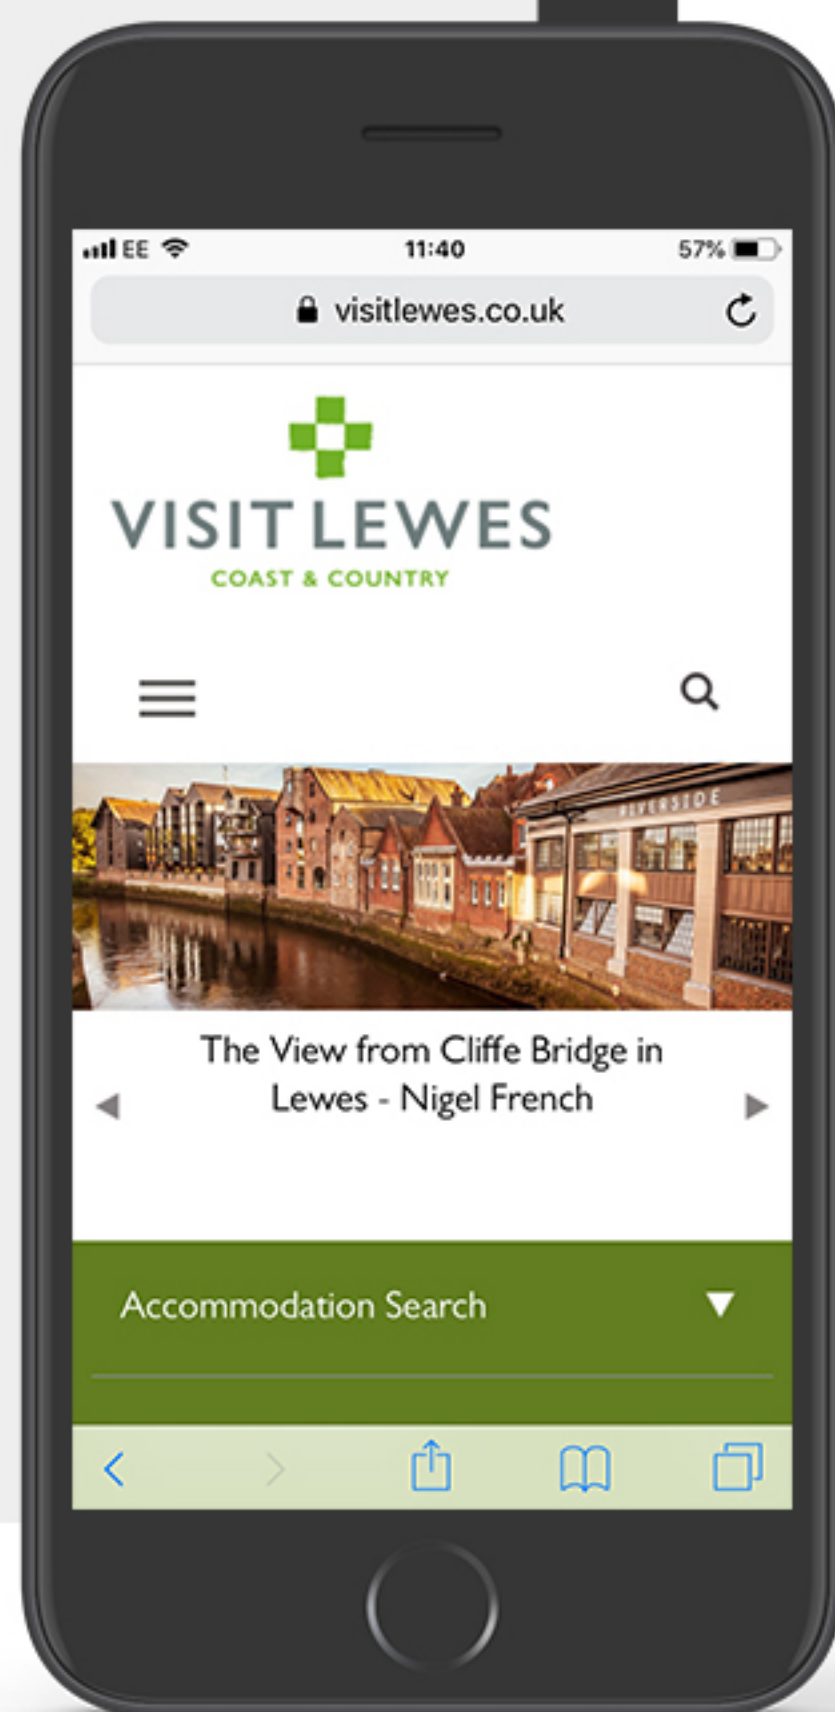 EE 11:40 57%
visitlewes.co.uk
VISIT LEWES
COAST & COUNTRY
RIVERSIDE
The View from Cliffe Bridge in
Lewes - Nigel French
Accommodation Search